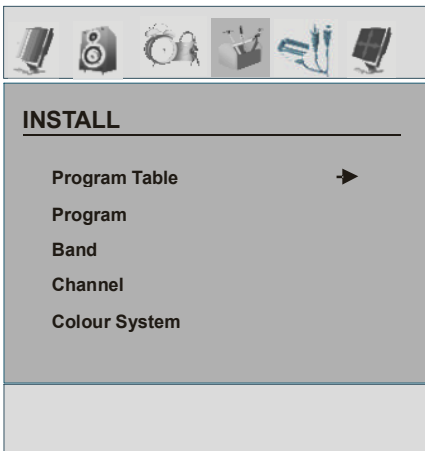 INSTALL
Program Table
Program
Band
Channel
Colour System